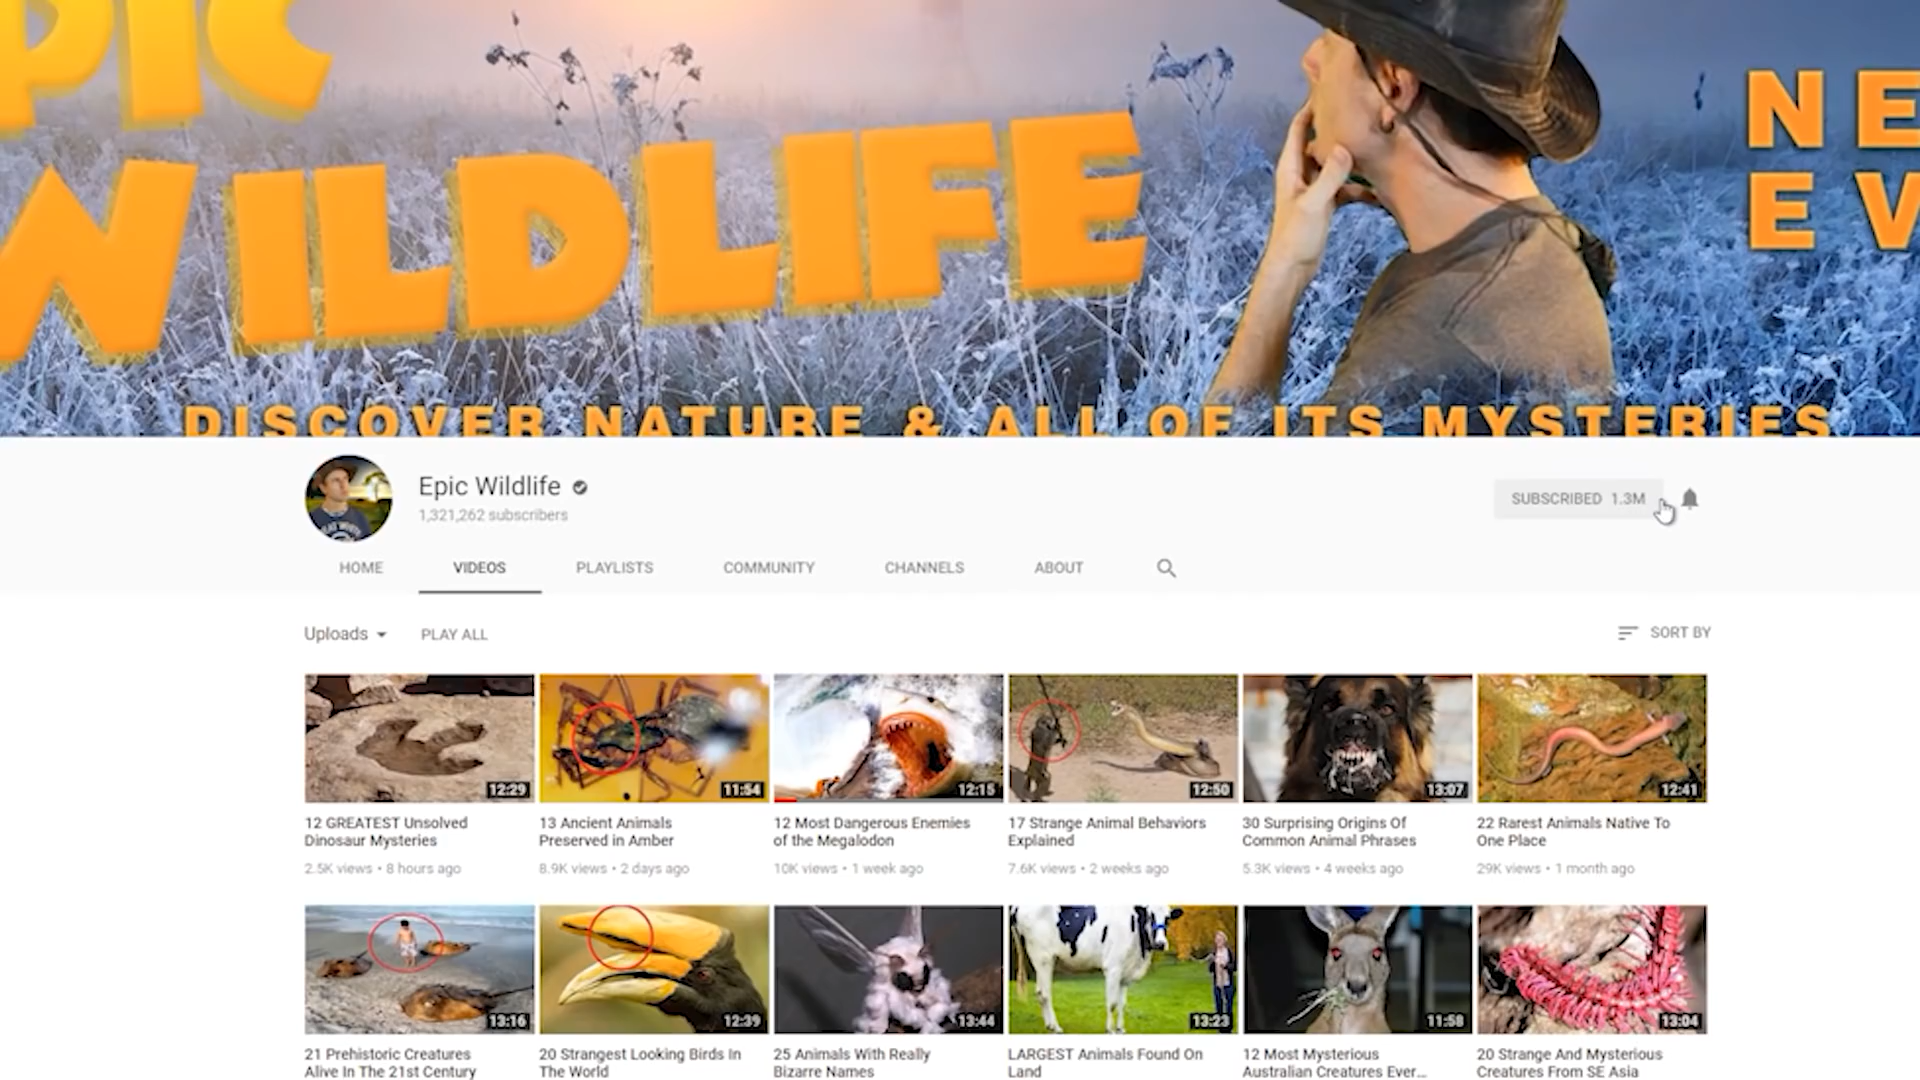 PIC
WILDLIFE
NE
EV
DISCOVER NATURE & ALL OF ITS MYSTERIES
Epic Wildlife
1,321,262 subscribers
SUBSCRIBED 1.3M
HOME VIDEOS PLAYLISTS COMMUNITY CHANNELS ABOUT
Uploads PLAY ALL SORT BY
12:29 11:54 12:15 12:50 13:07 12:41
12 GREATEST Unsolved
Dinosaur Mysteries
2.5K views • 8 hours ago
13 Ancient Animals
Preserved in Amber
8.9K views • 2 days ago
12 Most Dangerous Enemies
of the Megalodon
10K views • 1 week ago
17 Strange Animal Behaviors
Explained
7.6K views • 2 weeks ago
30 Surprising Origins Of
Common Animal Phrases
5.3K views • 4 weeks ago
22 Rarest Animals Native To
One Place
29K views • 1 month ago
13:16 12:39 13:44 13:23 11:58 13:04
21 Prehistoric Creatures
Alive In The 21st Century
20 Strangest Looking Birds In
The World
25 Animals With Really
Bizarre Names
LARGEST Animals Found On
Land
12 Most Mysterious
Australian Creatures Ever...
20 Strange And Mysterious
Creatures From SE Asia